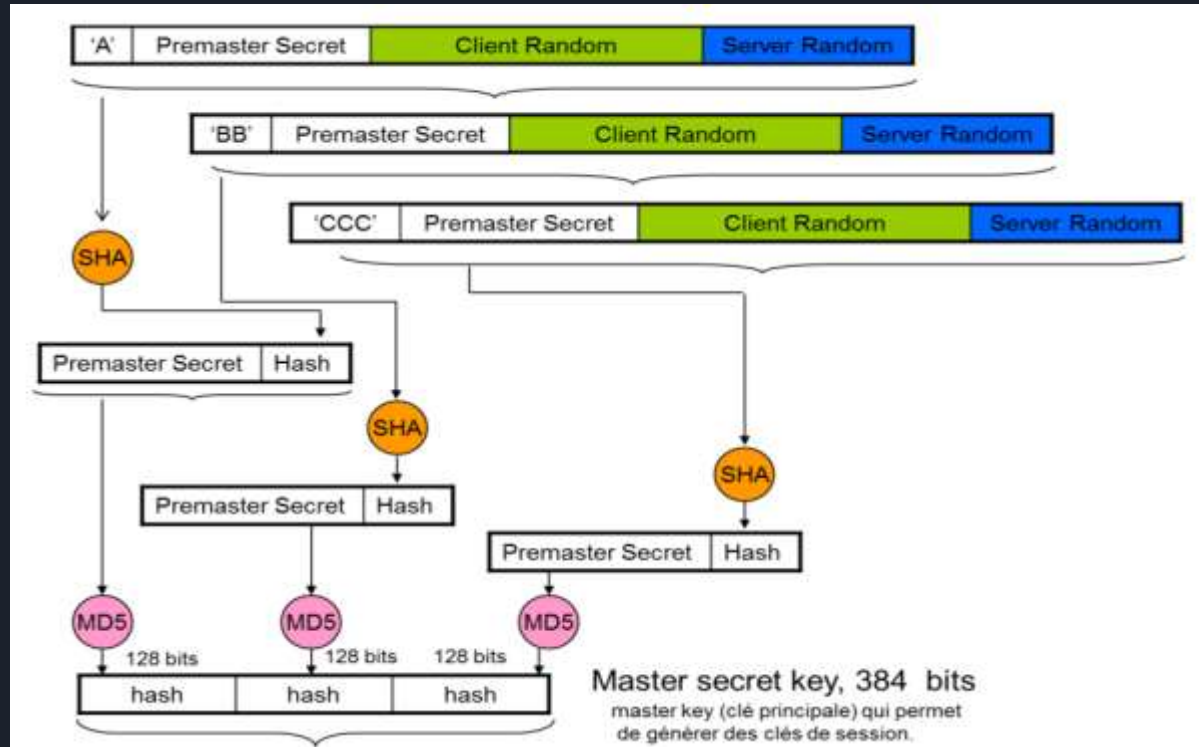 ‘A’ Premaster Secret Client Random Server Random
‘BB’ Premaster Secret Client Random Server Random
‘CCC’ Premaster Secret Client Random Server Random
SHA
Premaster Secret Hash
SHA
SHA
Premaster Secret Hash
Premaster Secret Hash
MD5 MD5 MD5
128 bits 128 bits 128 bits
hash hash hash
Master secret key, 384 bits
master key (clé principale) qui permet
de générer des clés de session.